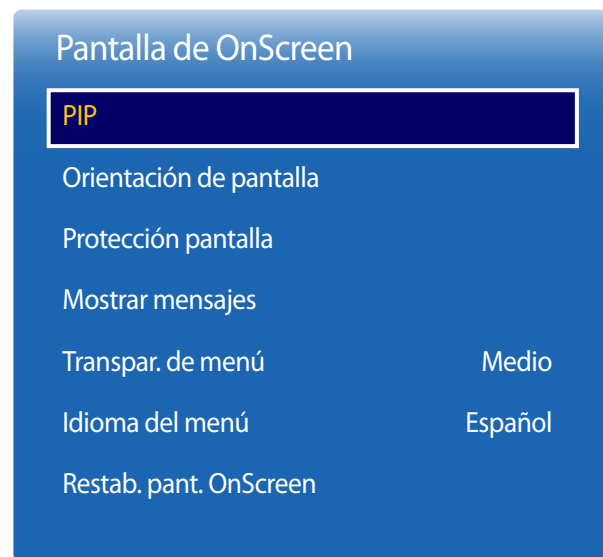 Pantalla de OnScreen
PIP
Orientación de pantalla
Protección pantalla
Mostrar mensajes
Transpar. de menú Medio
Idioma del menú Español
Restab. pant. OnScreen